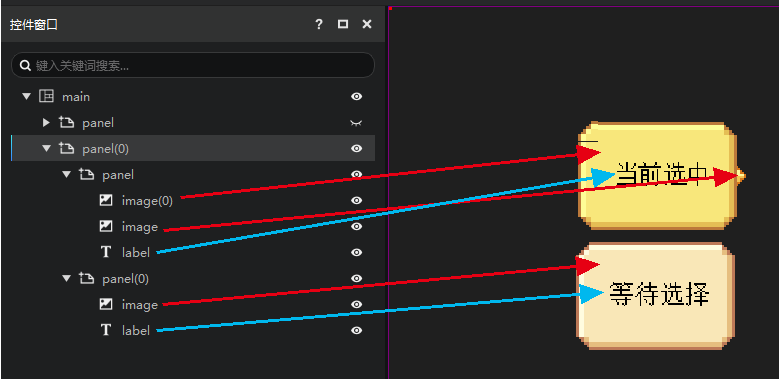 控件窗口
?
键入关键词搜索...
main
panel
panel(0)
panel
image(0)
image
T label
panel(0)
image
T label
当前选中
等待选择